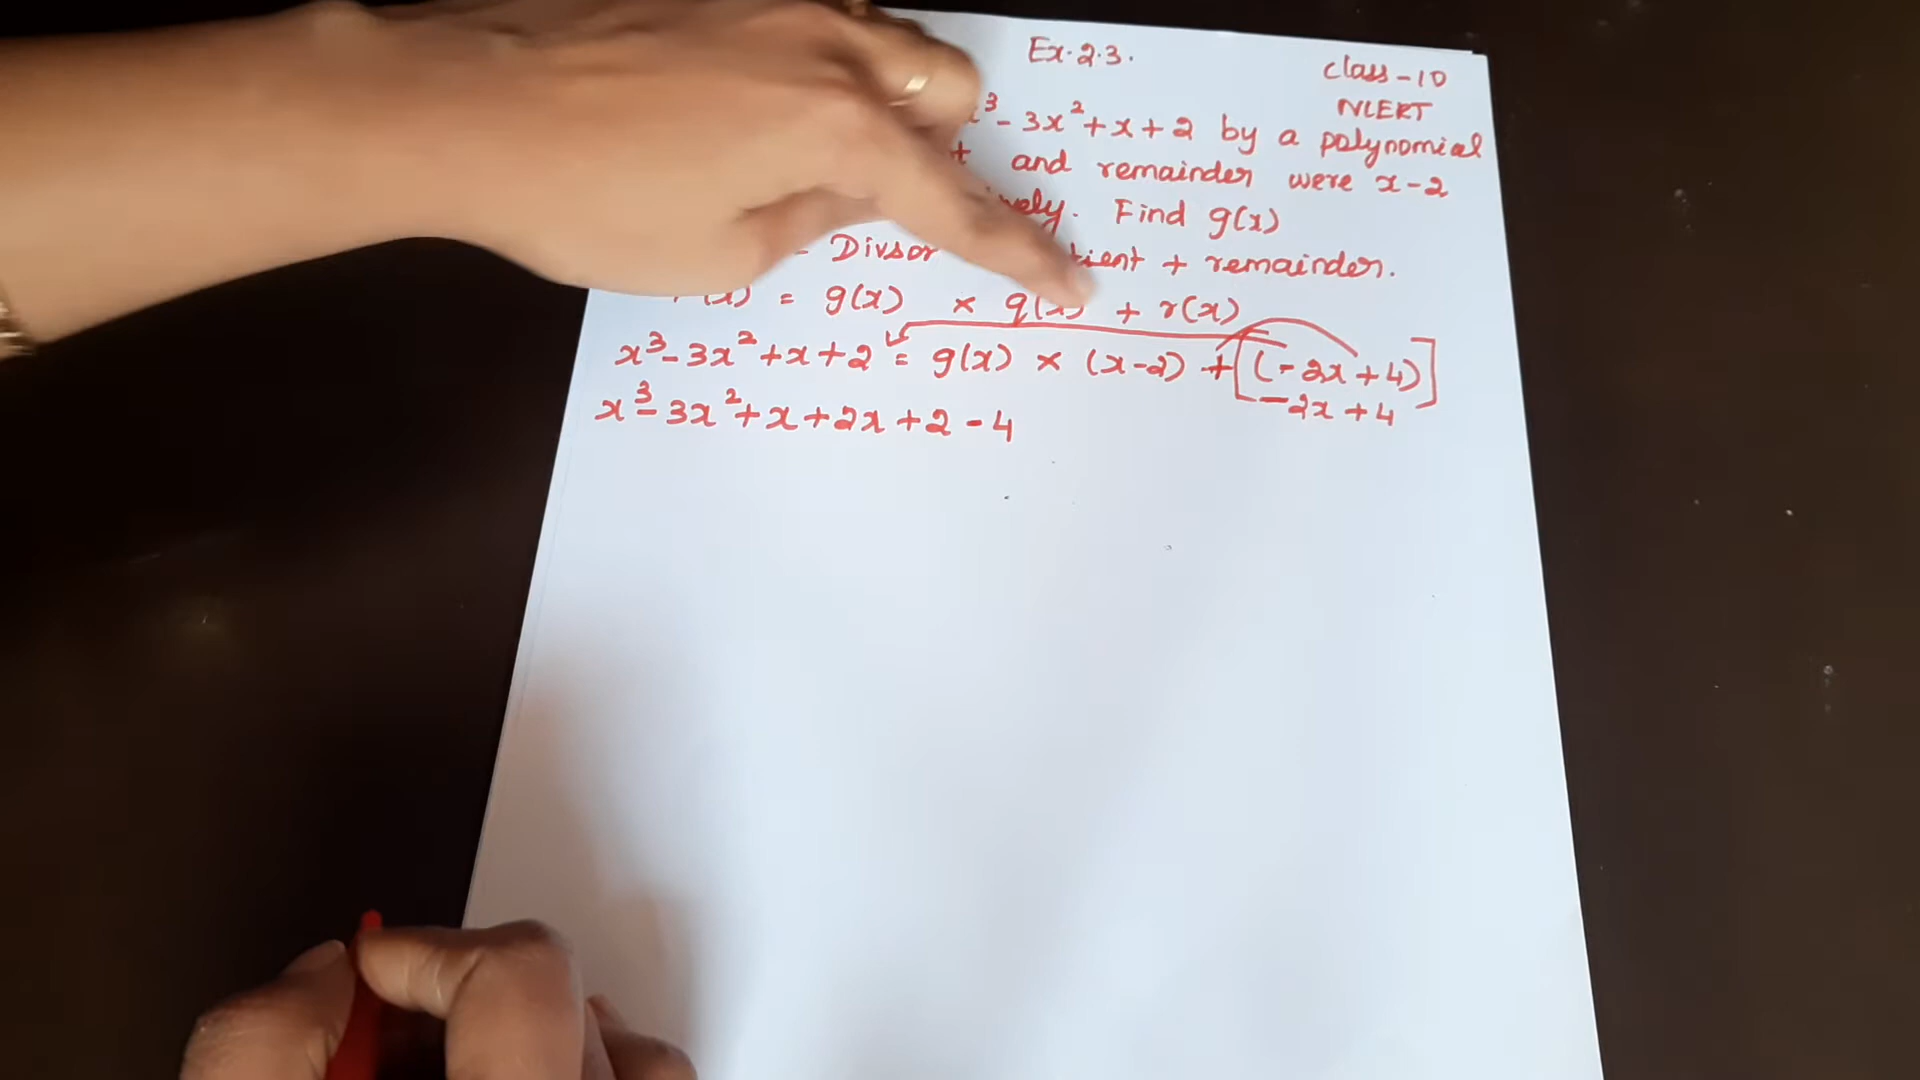 Ex. 2.3.
class-10
NCERT
x³ - 3x² + x + 2 by a polynomial
and remainder were x-2
Find g(x)
= Divsor + remainder.
= g(x) × q(x) + r(x)
x³ - 3x² + x + 2 = g(x) × (x-2) + [(-2x+4)]
-2x+4
x³ - 3x² + x + 2x + 2 - 4